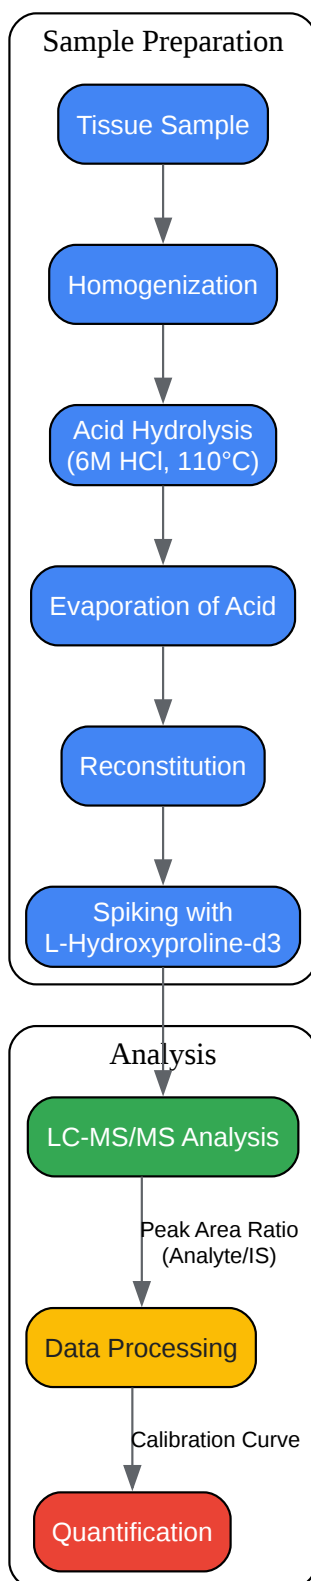 Sample Preparation
Tissue Sample
Homogenization
Acid Hydrolysis
(6M HCl, 110°C)
Evaporation of Acid
Reconstitution
Spiking with
L-Hydroxyproline-d3
Analysis
LC-MS/MS Analysis
Peak Area Ratio
(Analyte/IS)
Data Processing
Calibration Curve
Quantification